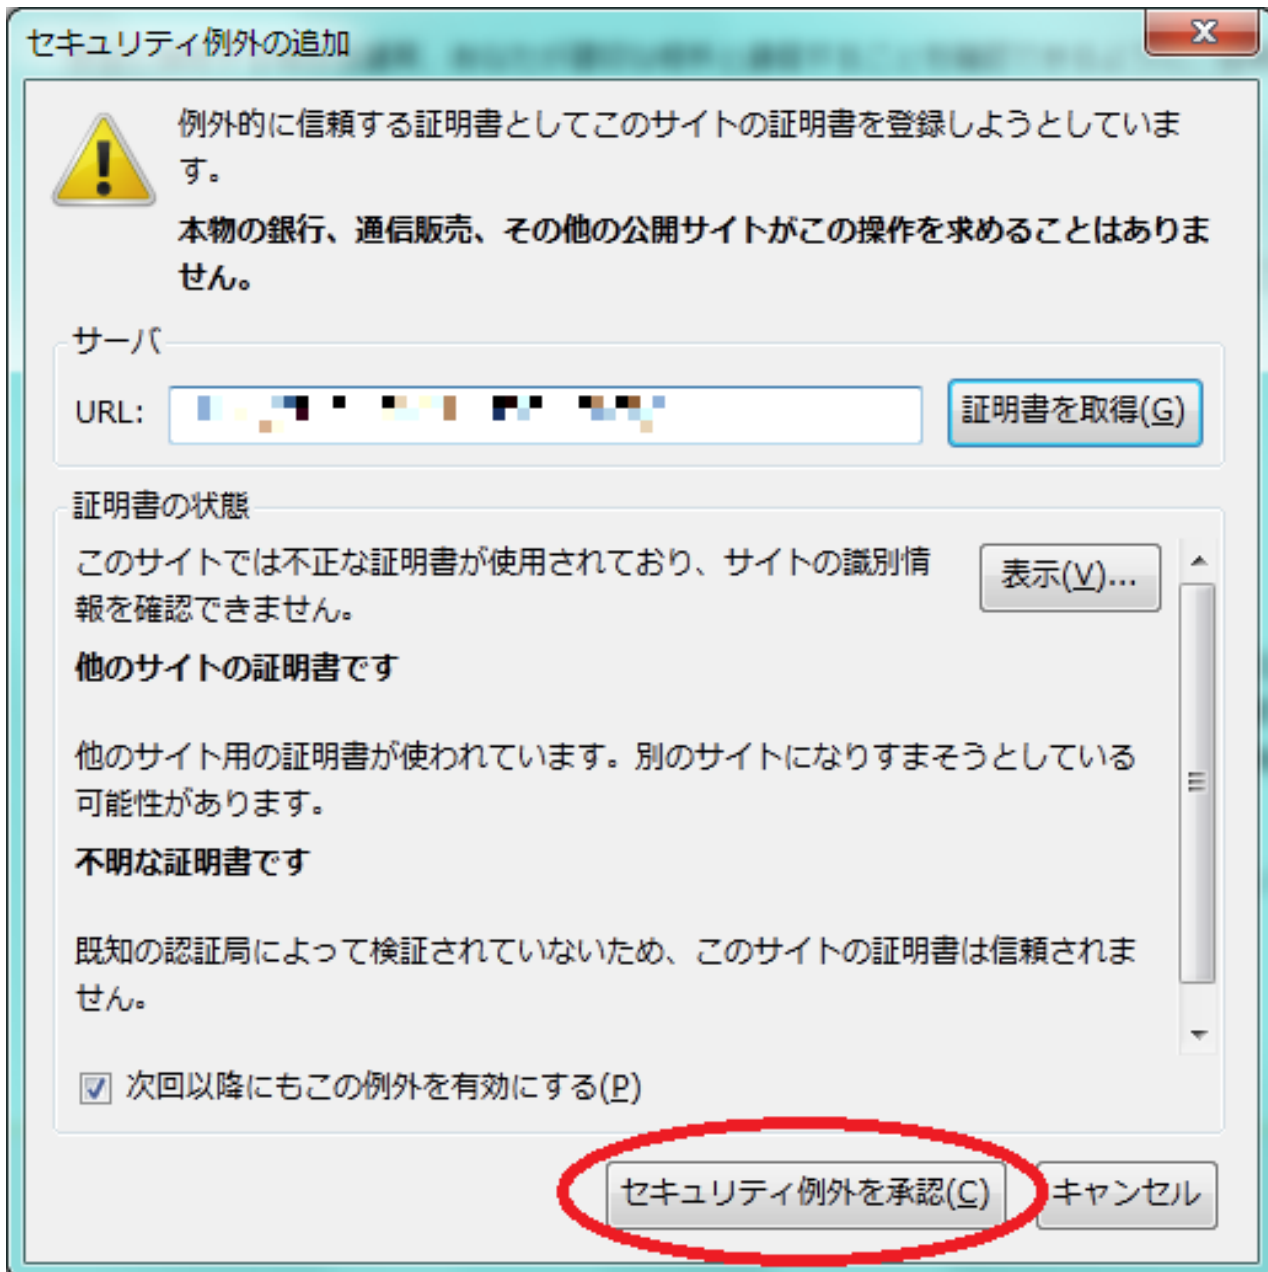 セキュリティ例外の追加
例外的に信頼する証明書としてこのサイトの証明書を登録しようとしていま
す。
本物の銀行、通信販売、その他の公開サイトがこの操作を求めることはありま
せん。
サーバ
URL:
証明書を取得(G)
証明書の状態
このサイトでは不正な証明書が使用されており、サイトの識別情
報を確認できません。
表示(V)...
他のサイトの証明書です
他のサイト用の証明書が使われています。別のサイトになりすまそうとしている
可能性があります。
不明な証明書です
既知の認証局によって検証されていないため、このサイトの証明書は信頼されま
せん。
次回以降にもこの例外を有効にする(P)
セキュリティ例外を承認(C)
キャンセル